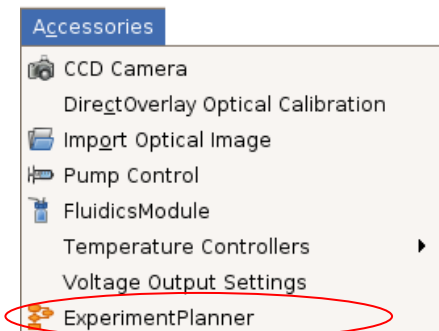 Accessories
CCD Camera
DirectOverlay Optical Calibration
Import Optical Image
Pump Control
FluidicsModule
Temperature Controllers
Voltage Output Settings
ExperimentPlanner